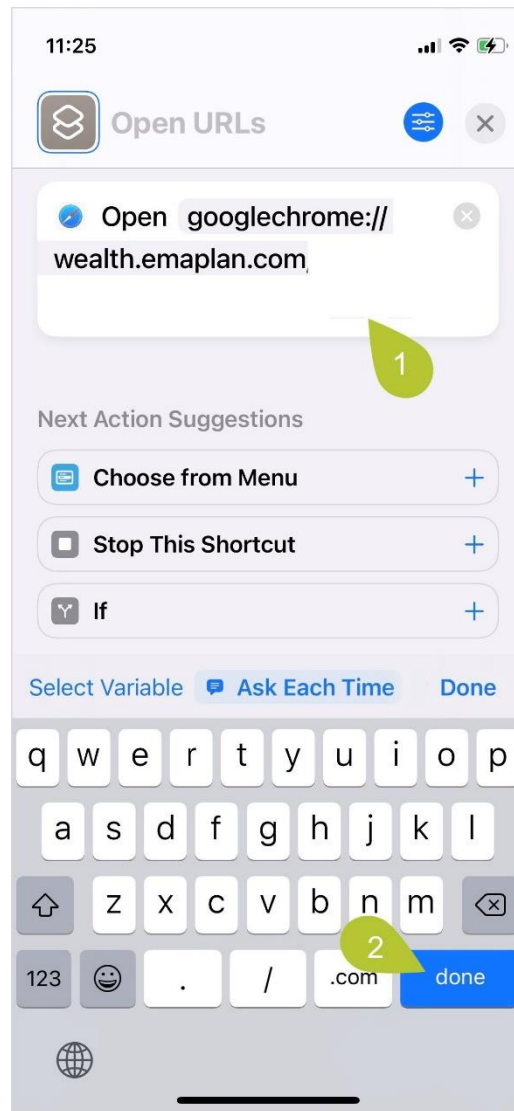 11:25
Open URLs
Open googlechrome://
wealth.emaplan.com
1
Next Action Suggestions
Choose from Menu
Stop This Shortcut
If
Select Variable Ask Each Time Done
q w e r t y u i o p
a s d f g h j k l
z x c v b n m
2
123 . / .com done